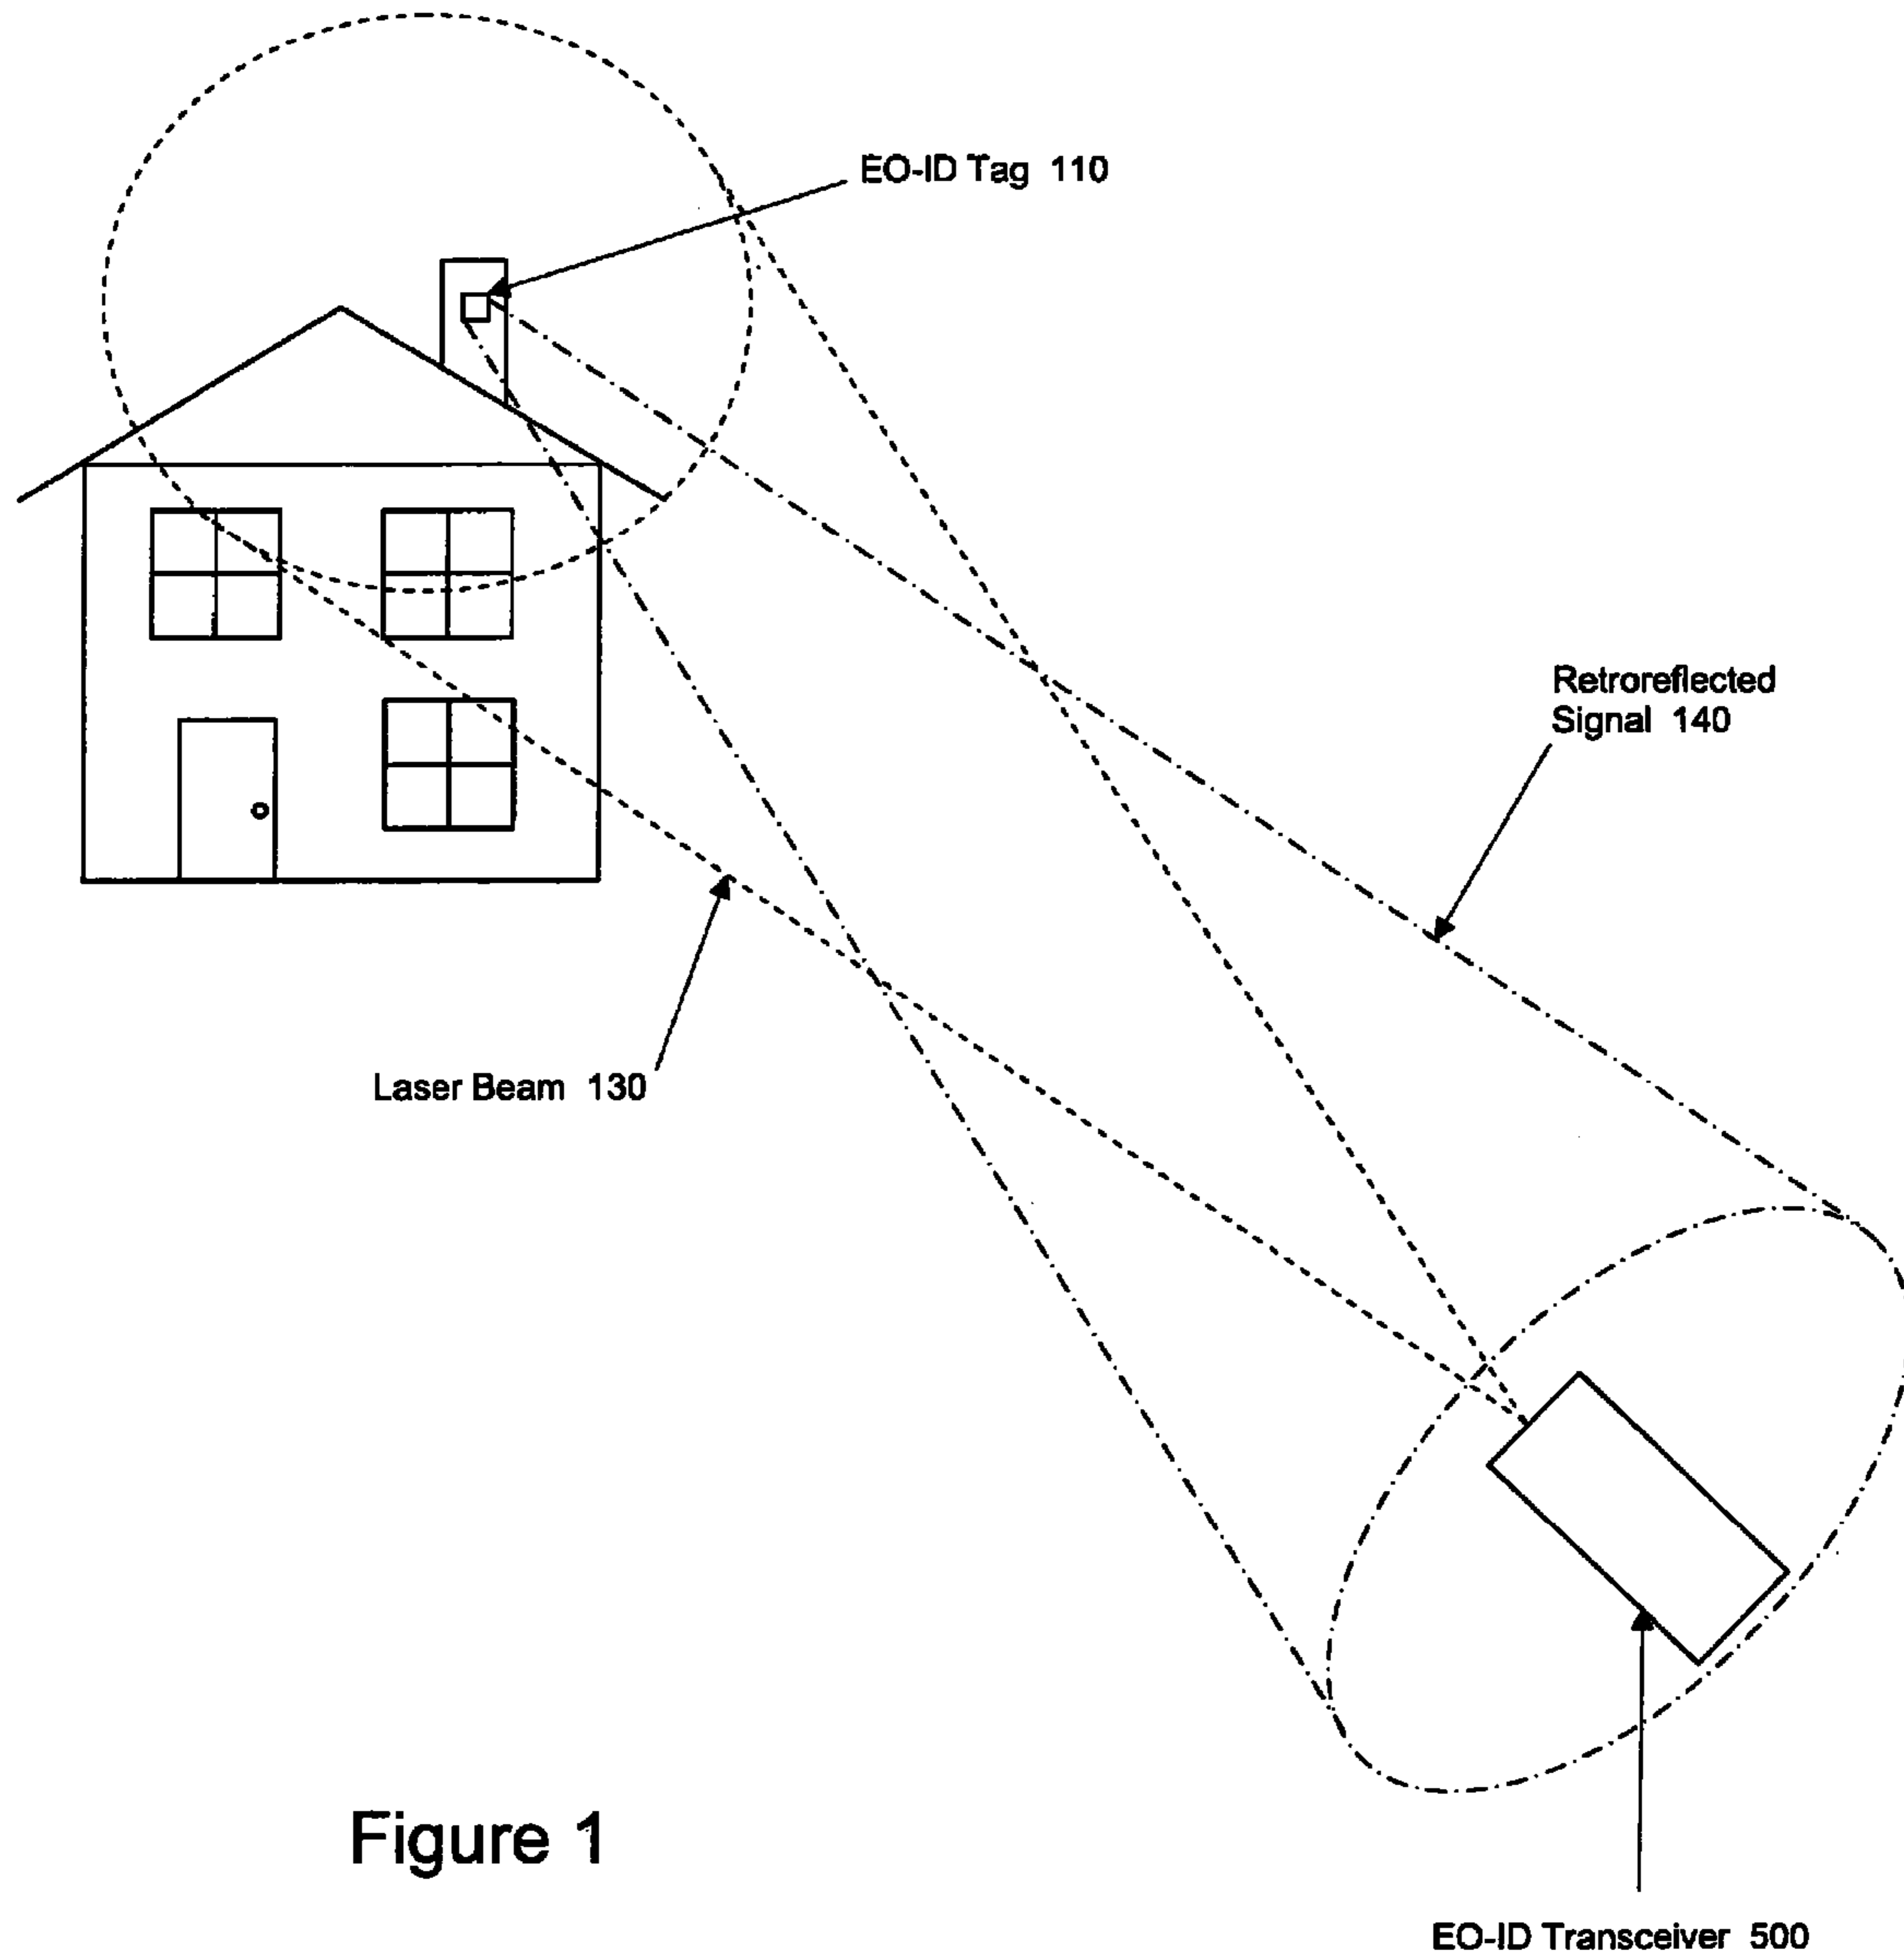 EO-ID Tag 110
Retroreflected
Signal 140
Laser Beam 130
Figure 1
EO-ID Transceiver 500